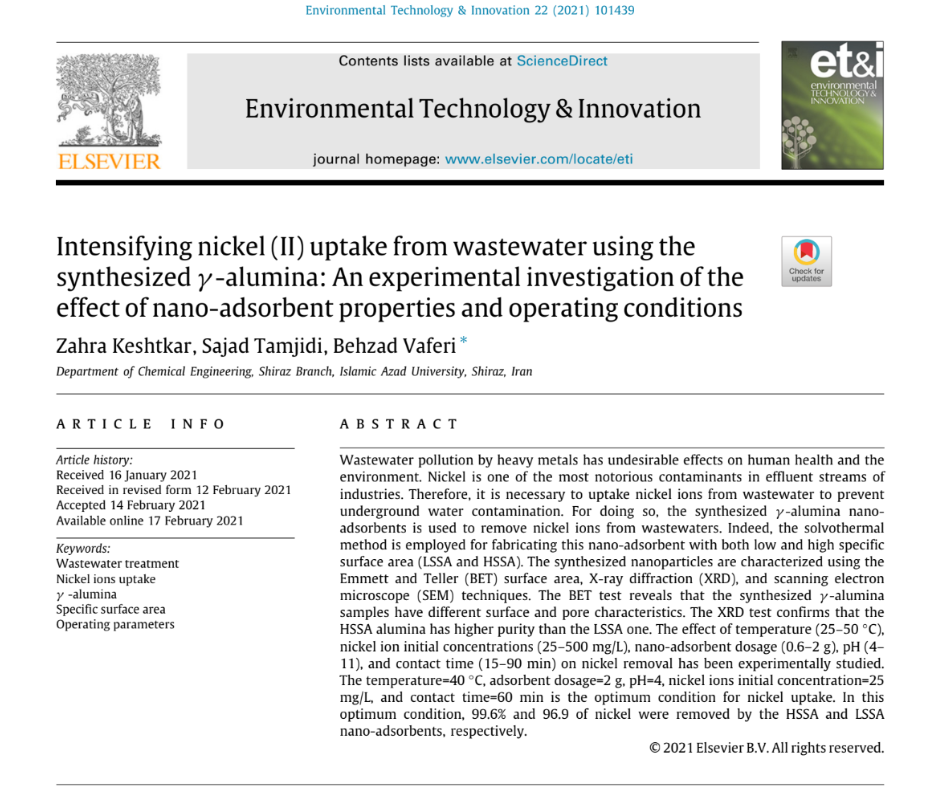 Environmental Technology & Innovation 22 (2021) 101439
Contents lists available at ScienceDirect
Environmental Technology & Innovation
journal homepage: www.elsevier.com/locate/eti
ELSEVIER
et&i
environmental
TECHNOLOGY &
INNOVATION
Intensifying nickel (II) uptake from wastewater using the
synthesized γ-alumina: An experimental investigation of the
effect of nano-adsorbent properties and operating conditions
Check for
updates
Zahra Keshtkar, Sajad Tamjidi, Behzad Vaferi *
Department of Chemical Engineering, Shiraz Branch, Islamic Azad University, Shiraz, Iran
ARTICLE INFO
Article history:
Received 16 January 2021
Received in revised form 12 February 2021
Accepted 14 February 2021
Available online 17 February 2021
Keywords:
Wastewater treatment
Nickel ions uptake
γ -alumina
Specific surface area
Operating parameters
ABSTRACT
Wastewater pollution by heavy metals has undesirable effects on human health and the
environment. Nickel is one of the most notorious contaminants in effluent streams of
industries. Therefore, it is necessary to uptake nickel ions from wastewater to prevent
underground water contamination. For doing so, the synthesized γ-alumina nano-
adsorbents is used to remove nickel ions from wastewaters. Indeed, the solvothermal
method is employed for fabricating this nano-adsorbent with both low and high specific
surface area (LSSA and HSSA). The synthesized nanoparticles are characterized using the
Emmett and Teller (BET) surface area, X-ray diffraction (XRD), and scanning electron
microscope (SEM) techniques. The BET test reveals that the synthesized γ-alumina
samples have different surface and pore characteristics. The XRD test confirms that the
HSSA alumina has higher purity than the LSSA one. The effect of temperature (25–50 °C),
nickel ion initial concentrations (25–500 mg/L), nano-adsorbent dosage (0.6–2 g), pH (4–
11), and contact time (15–90 min) on nickel removal has been experimentally studied.
The temperature=40 °C, adsorbent dosage=2 g, pH=4, nickel ions initial concentration=25
mg/L, and contact time=60 min is the optimum condition for nickel uptake. In this
optimum condition, 99.6% and 96.9 of nickel were removed by the HSSA and LSSA
nano-adsorbents, respectively.
© 2021 Elsevier B.V. All rights reserved.